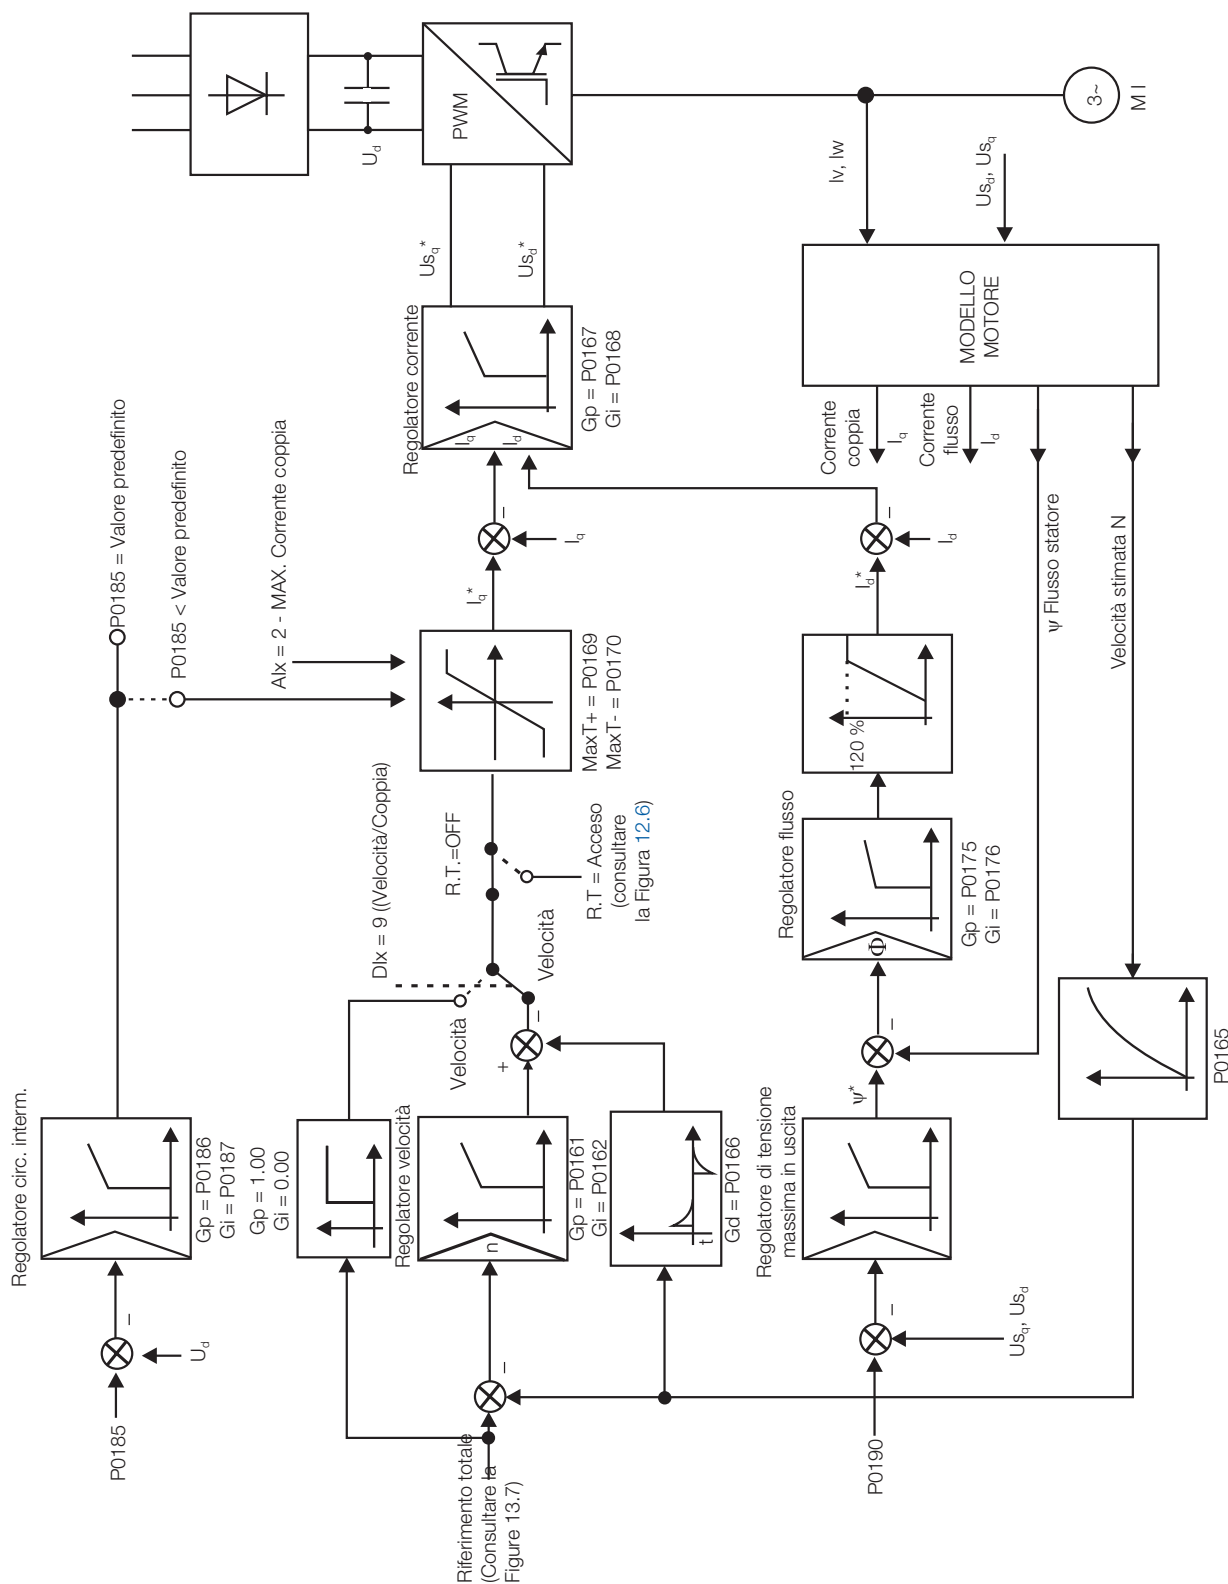 Regolatore circ. interm.
P0185
U_d
–
Gp = P0186
Gi = P0187
P0185 = Valore predefinito
P0185 < Valore predefinito
AIx = 2 - MAX. Corrente coppia
U_d
PWM
3~
M I
Iv, Iw
Us_d, Us_q
Us_q*
Us_d*
Regolatore corrente
I_q
I_d
Gp = P0167
Gi = P0168
–
I_q
I_q*
MaxT+ = P0169
MaxT- = P0170
R.T.=OFF
R.T = Acceso
(consultare
la Figura 12.6)
DIx = 9 ((Velocità/Coppia)
Velocità
Velocità
+
–
Gp = 1.00
Gi = 0.00
Regolatore velocità
n
Gp = P0161
Gi = P0162
t
Gd = P0166
–
Riferimento totale
(Consultare la
Figure 13.7)
Regolatore di tensione
massima in uscita
P0190
–
Us_q, Us_d
ψ*
–
Regolatore flusso
Φ
Gp = P0175
Gi = P0176
120 %
I_d*
–
I_d
MODELLO
MOTORE
Corrente
coppia
I_q
Corrente
flusso
I_d
ψ Flusso statore
Velocità stimata N
P0165